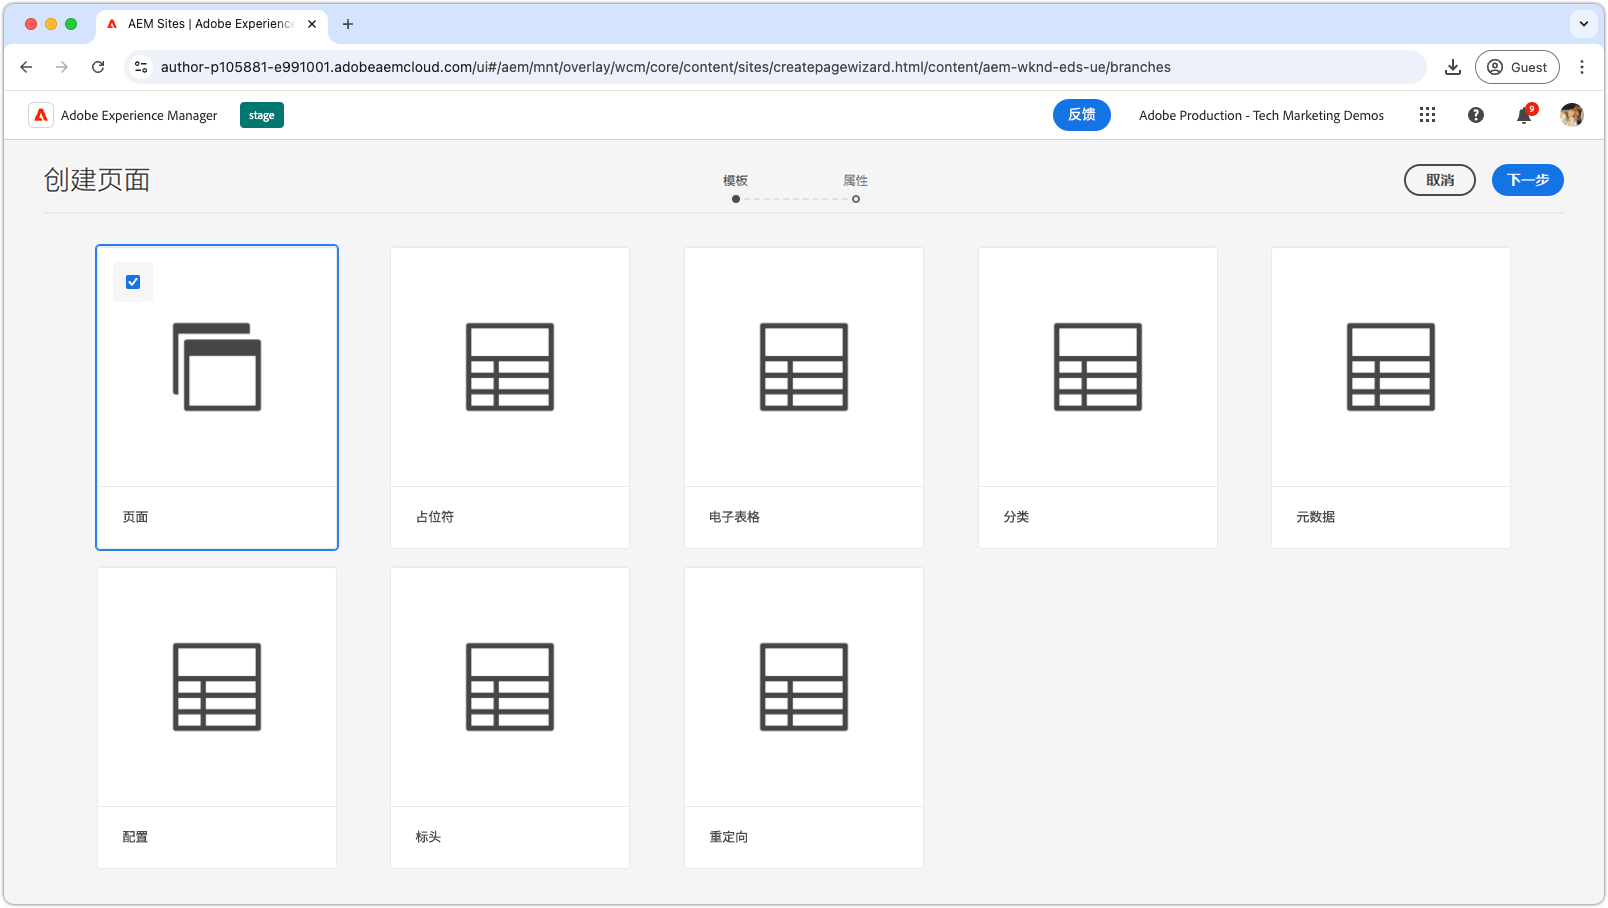 AEM Sites | Adobe Experience
author-p105881-e991001.adobeaemcloud.com/ui#/aem/mnt/overlay/wcm/core/content/sites/createpagewizard.html/content/aem-wknd-eds-ue/branches
Guest
Adobe Experience Manager
stage
反馈
Adobe Production - Tech Marketing Demos
9
创建页面
模板
属性
取消
下一步
页面
占位符
电子表格
分类
元数据
配置
标头
重定向